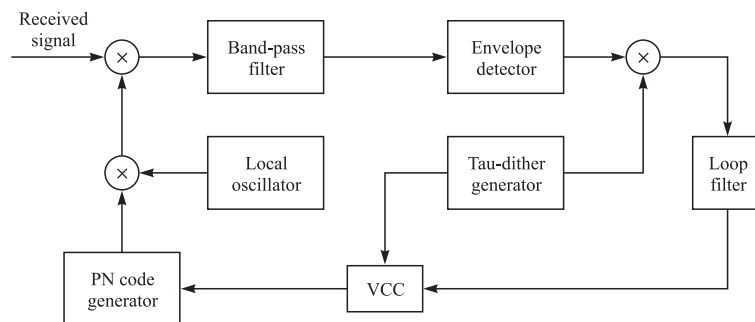 Received
signal
×
Band-pass
filter
Envelope
detector
×
×
Local
oscillator
Tau-dither
generator
Loop
filter
PN code
generator
VCC